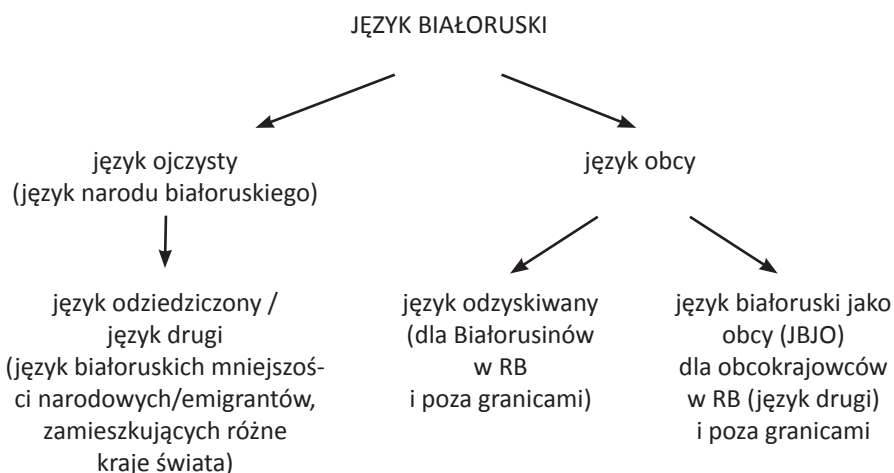 JĘZYK BIAŁORUSKI
język ojczysty
(język narodu białoruskiego)
język obcy
język odziedziczony /
język drugi
(język białoruskich mniejszoś-
ci narodowych/emigrantów,
zamieszkujących różne
kraje świata)
język odzyskiwany
(dla Białorusinów
w RB
i poza granicami)
język białoruski jako
obcy (JBJO)
dla obcokrajowców
w RB (język drugi)
i poza granicami